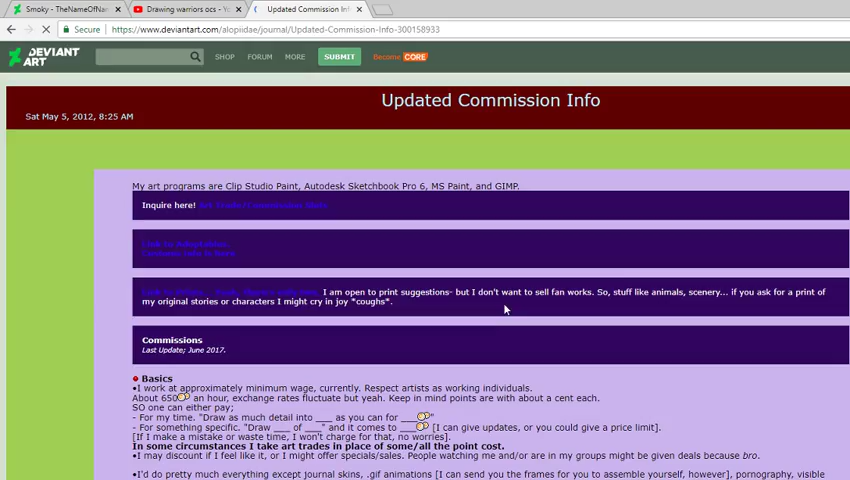 Smoky - TheNameOfNar
Drawing warriors ocs - Yo
Updated Commission Info
Secure https://www.deviantart.com/alopiidae/journal/Updated-Commission-Info-300158933
DEVIANT ART SHOP FORUM MORE SUBMIT Become CORE
Updated Commission Info
Sat May 5, 2012, 8:25 AM
My art programs are Clip Studio Paint, Autodesk Sketchbook Pro 6, MS Paint, and GIMP.
Inquire here! Art Trade/Commission Skits
Link to Adoptables.
I am open to print suggestions- but I don't want to sell fan works. So, stuff like animals, scenery... if you ask for a print of
my original stories or characters I might cry in joy *coughs*.
Commissions
Last Update; June 2017.
Basics
•I work at approximately minimum wage, currently. Respect artists as working individuals.
About 650 an hour, exchange rates fluctuate but yeah. Keep in mind points are with about a cent each.
SO one can either pay;
- For my time. "Draw as much detail into ___ as you can for ___"
- For something specific. "Draw ___ of ___" and it comes to ___ [I can give updates, or you could give a price limit].
[If I make a mistake or waste time, I won't charge for that, no worries].
In some circumstances I take art trades in place of some/all the point cost.
•I may discount if I feel like it, or I might offer specials/sales. People watching me and/or are in my groups might be given deals because bro.
•I'd do pretty much everything except journal skins, .gif animations [I can send you the frames for you to assemble yourself, however], pornography, visible